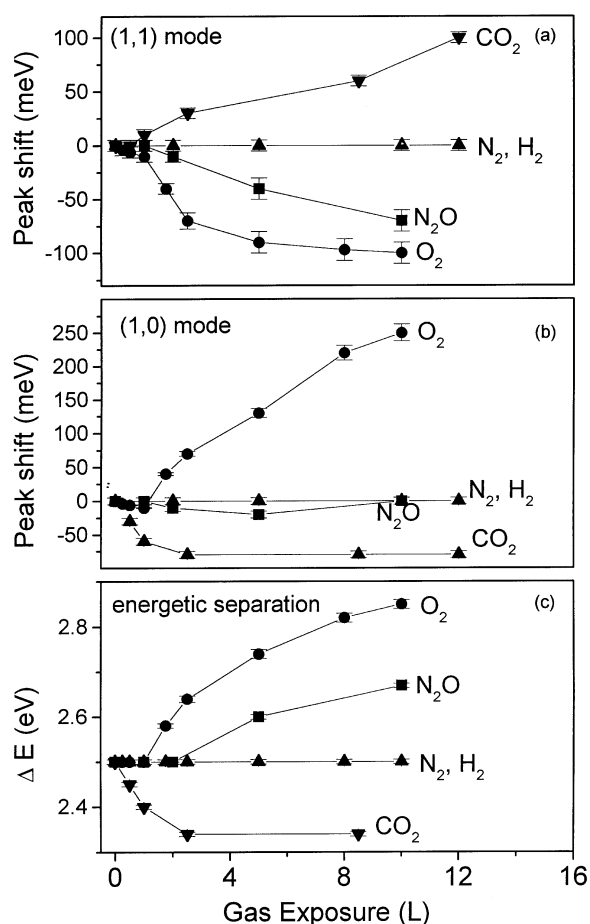 (1,1) mode
(a)
Peak shift (meV)
100
50
0
-50
-100
CO₂
N₂, H₂
N₂O
O₂
(1,0) mode
(b)
Peak shift (meV)
250
200
150
100
50
0
-50
O₂
N₂, H₂
N₂O
CO₂
energetic separation
(c)
Δ E (eV)
2.8
2.6
2.4
O₂
N₂O
N₂, H₂
CO₂
0 4 8 12 16
Gas Exposure (L)